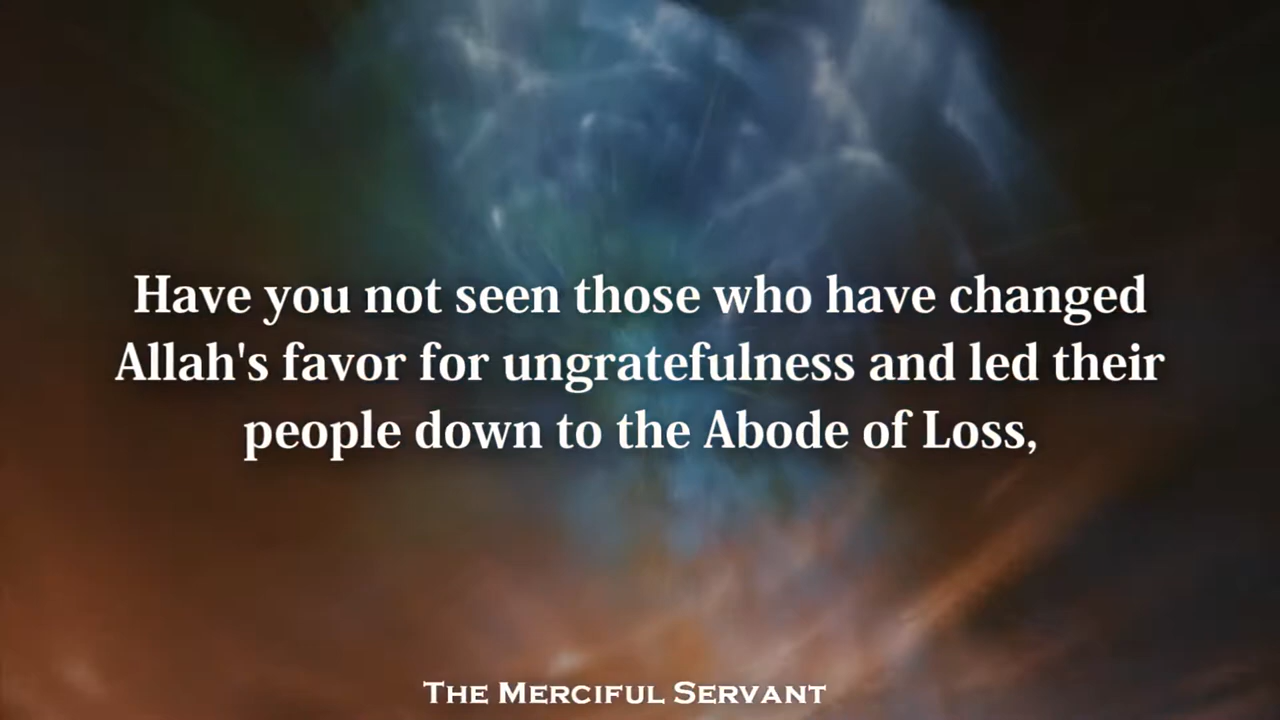 Have you not seen those who have changed
Allah's favor for ungratefulness and led their
people down to the Abode of Loss,
The Merciful Servant